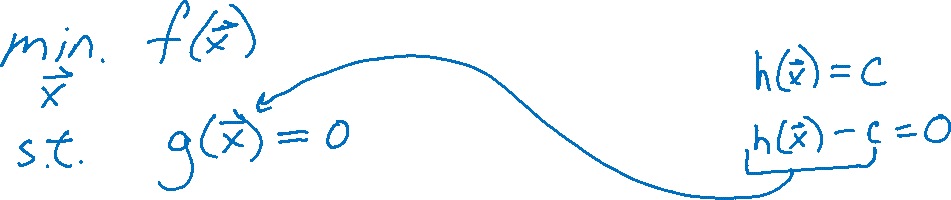 min. f(x⃗)
x⃗
s.t. g(x⃗) = 0
h(x⃗) = C
h(x⃗) - c = 0